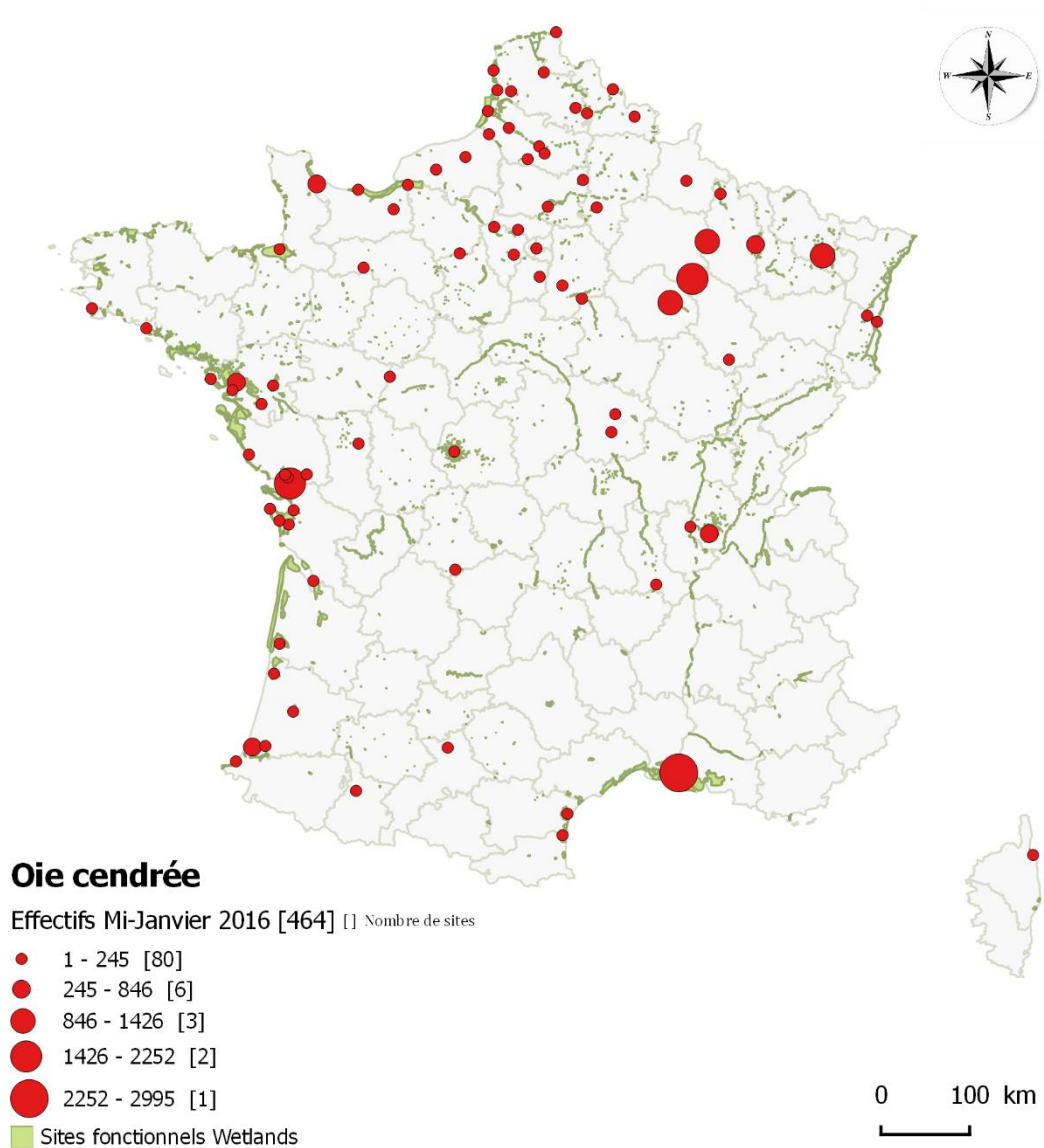 N
W E
S
Oie cendrée
Effectifs Mi-Janvier 2016 [464] [] Nombre de sites
1 - 245 [80]
245 - 846 [6]
846 - 1426 [3]
1426 - 2252 [2]
2252 - 2995 [1]
Sites fonctionnels Wetlands
0 100 km